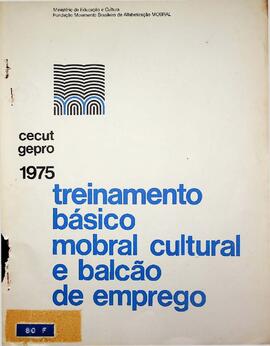 Ministério de Educação e Cultura
Fundação Movimento Brasileiro de Alfabetização MOBRAL
cecut
gepro
1975
treinamento
básico
mobral cultural
e balcão
de emprego
80 F